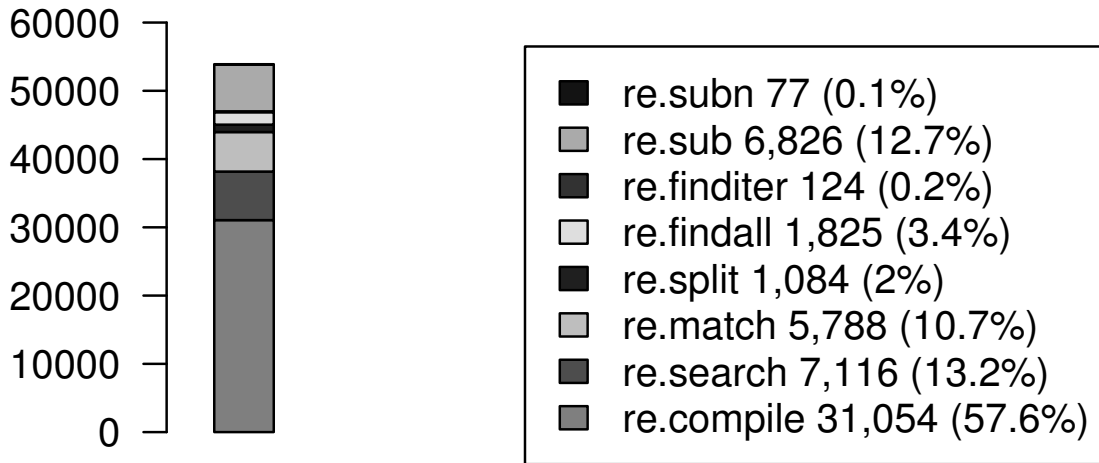 60000
50000
40000
30000
20000
10000
0
re.subn 77 (0.1%)
re.sub 6,826 (12.7%)
re.finditer 124 (0.2%)
re.findall 1,825 (3.4%)
re.split 1,084 (2%)
re.match 5,788 (10.7%)
re.search 7,116 (13.2%)
re.compile 31,054 (57.6%)